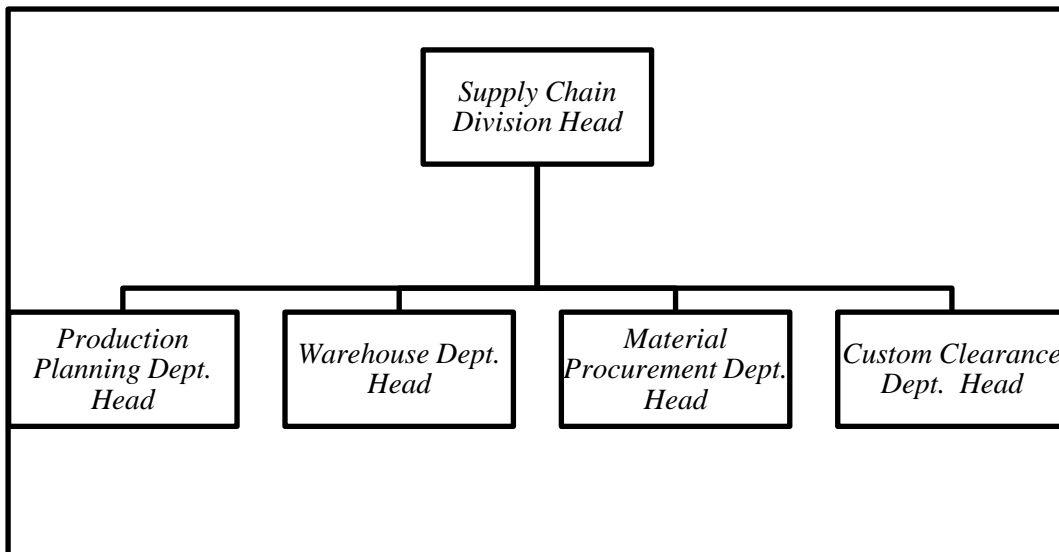 Supply Chain
Division Head
Production
Planning Dept.
Head
Warehouse Dept.
Head
Material
Procurement Dept.
Head
Custom Clearance
Dept.  Head